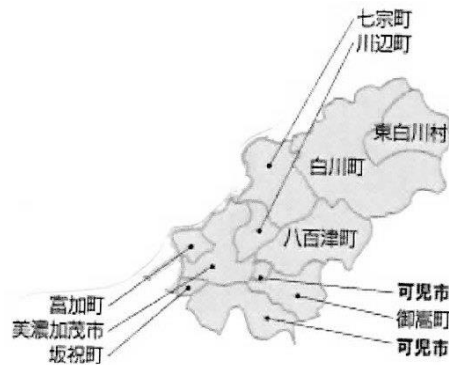 七宗町
川辺町
東白川村
白川町
八百津町
可児市
御嵩町
可児市
富加町
美濃加茂市
坂祝町